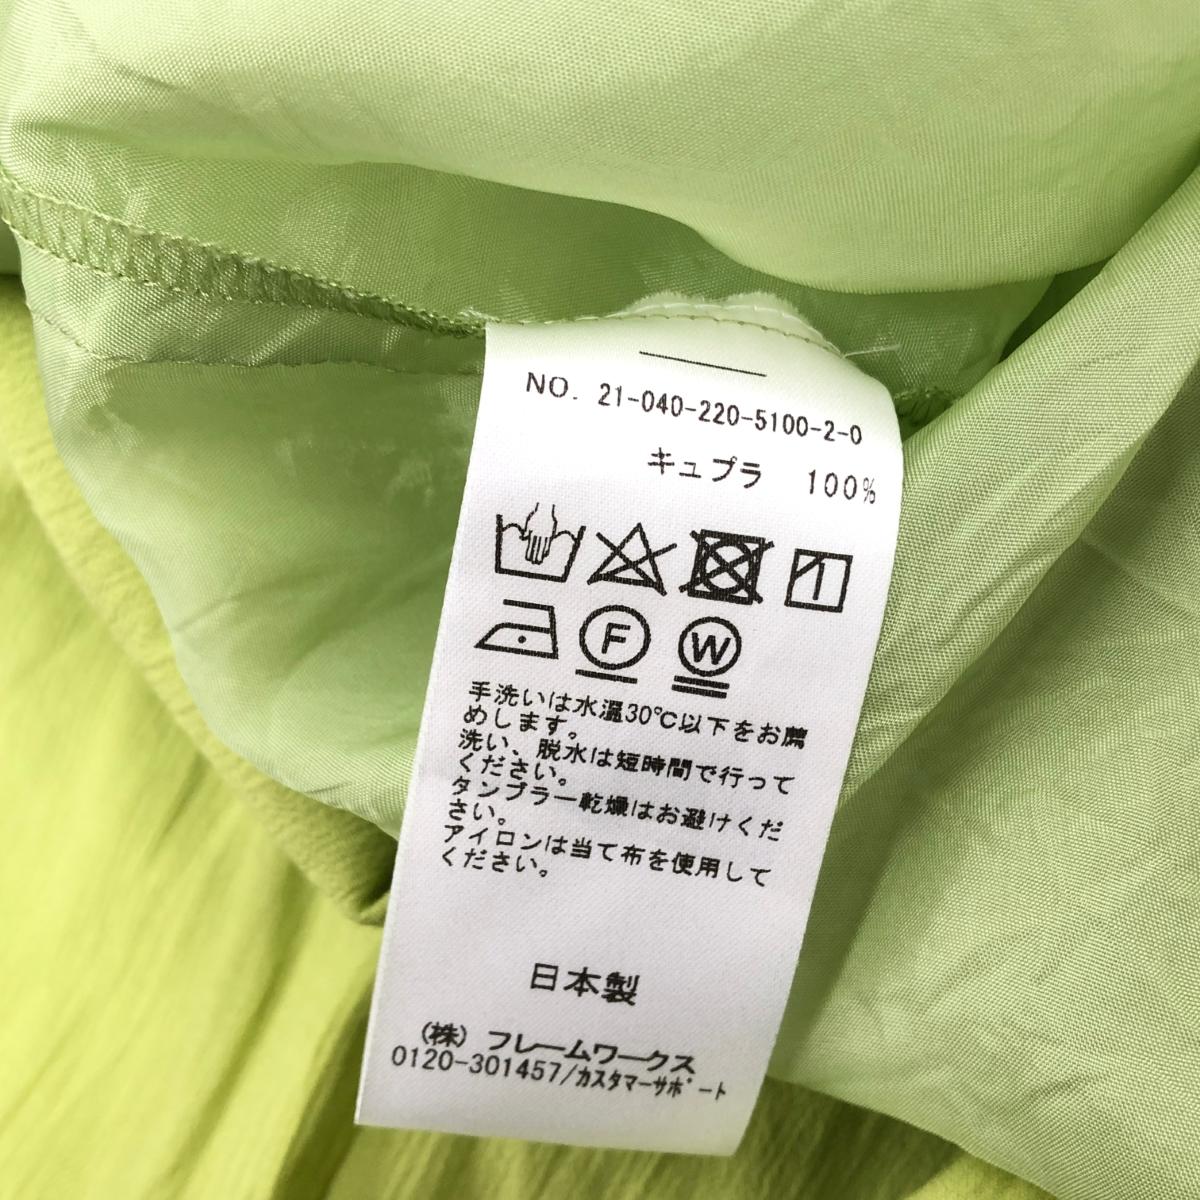 NO. 21-040-220-5100-2-0
キュプラ 100%
F W
手洗いは水温30℃以下をお薦
めします。
洗い、脱水は短時間で行って
ください。
タンブラー乾燥はお避けくだ
さい。
アイロンは当て布を使用して
ください。
日本製
(株) フレームワークス
0120-301457/カスタマーサポート